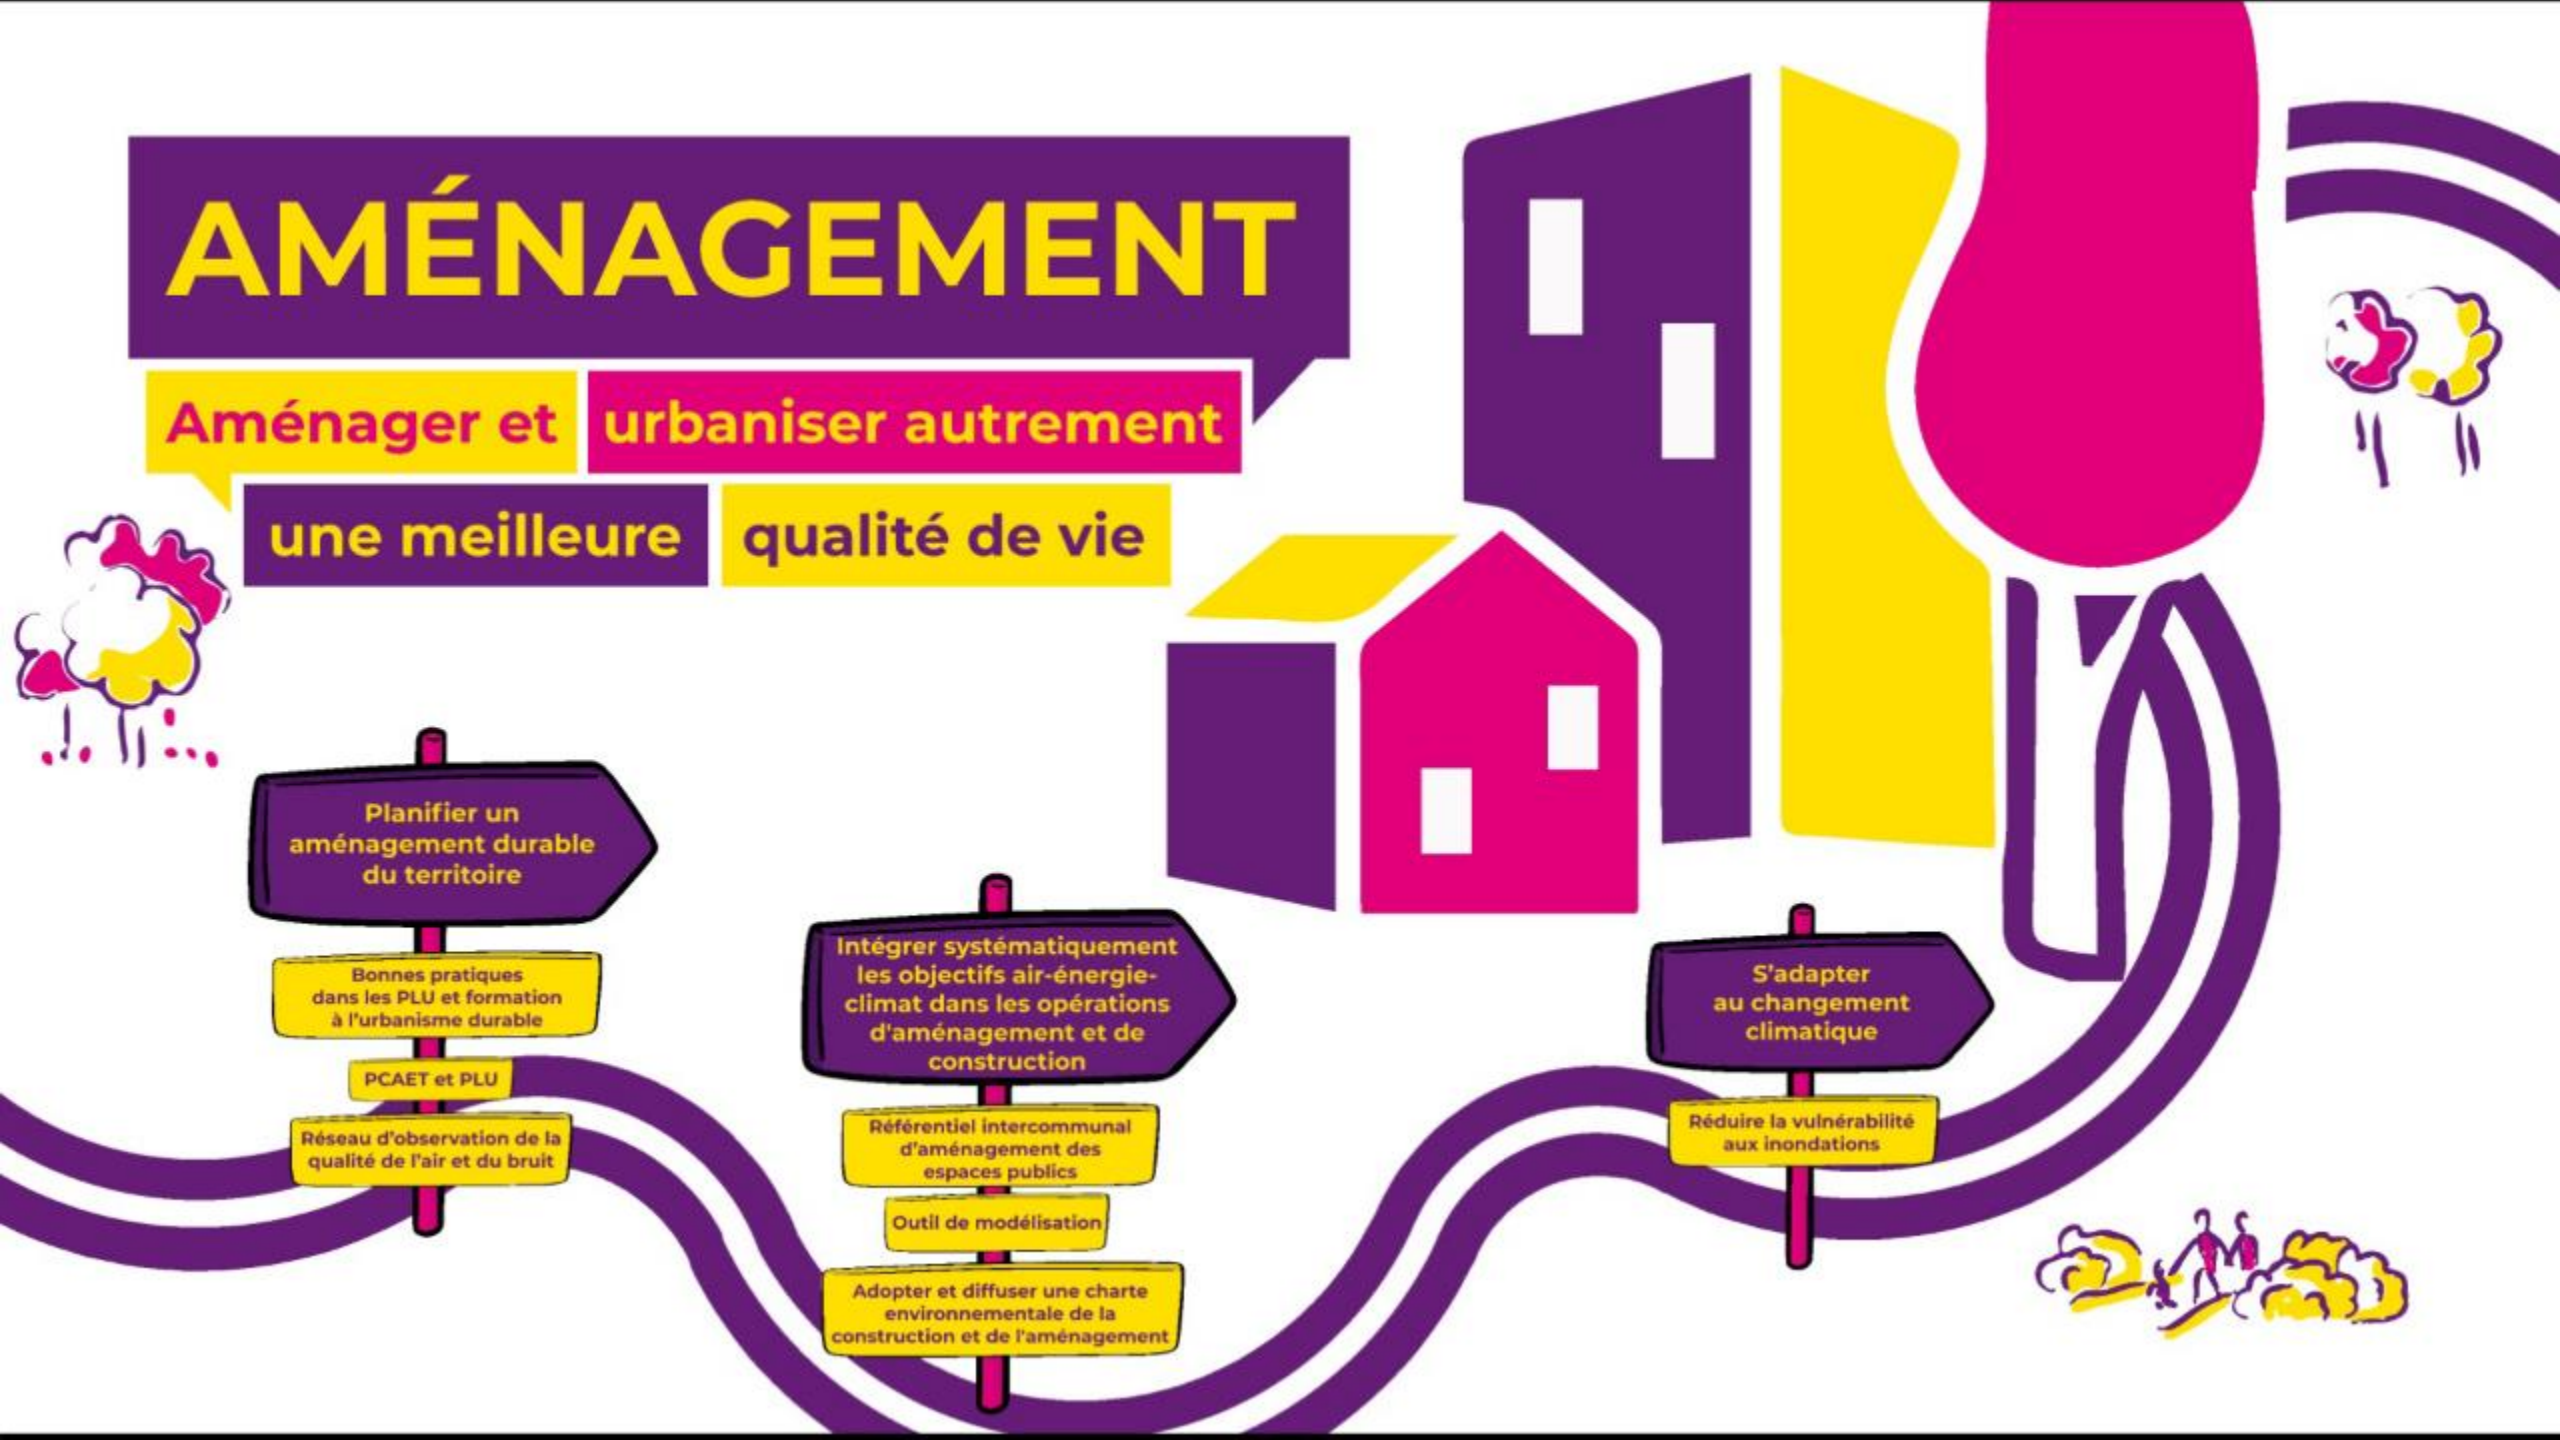 AMÉNAGEMENT
Aménager et urbaniser autrement
une meilleure qualité de vie
Planifier un
aménagement durable
du territoire
Bonnes pratiques
dans les PLU et formation
à l'urbanisme durable
PCAET et PLU
Réseau d'observation de la
qualité de l'air et du bruit
Intégrer systématiquement
les objectifs air-énergie-
climat dans les opérations
d'aménagement et de
construction
Référentiel intercommunal
d'aménagement des
espaces publics
Outil de modélisation
Adopter et diffuser une charte
environnementale de la
construction et de l'aménagement
S'adapter
au changement
climatique
Réduire la vulnérabilité
aux inondations